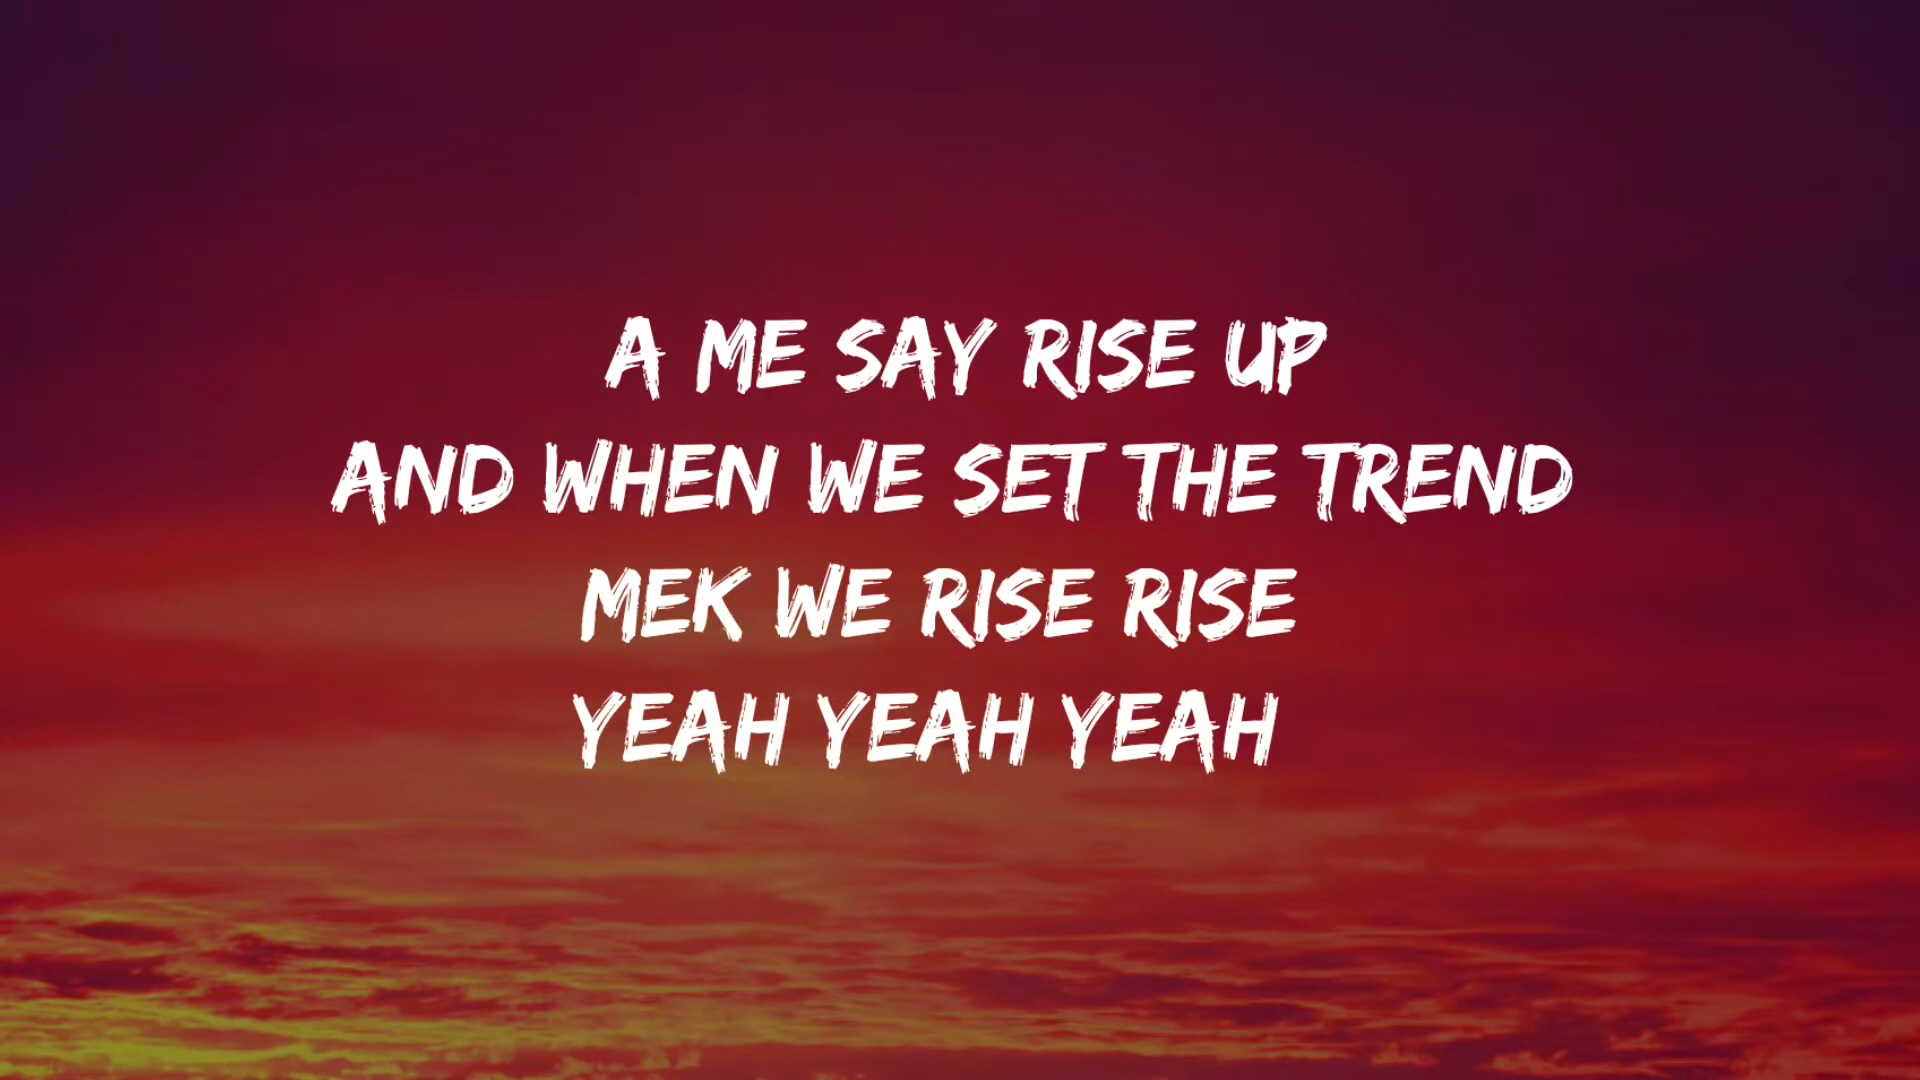 A ME SAY RISE UP
AND WHEN WE SET THE TREND
MEK WE RISE RISE
YEAH YEAH YEAH